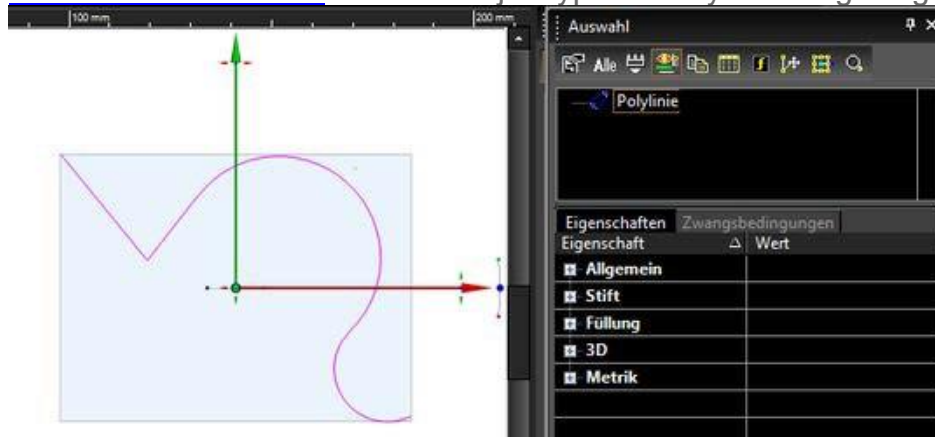 100 mm
200 mm
Auswahl
Alle
Polylinie
Eigenschaften Zwangsbedingungen
Eigenschaft Wert
Allgemein
Stift
Füllung
3D
Metrik